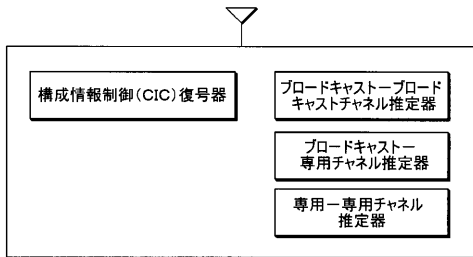 構成情報制御(CIC)復号器
ブロードキャストーブロード
キャストチャネル推定器
ブロードキャストー
専用チャネル推定器
専用ー専用チャネル
推定器